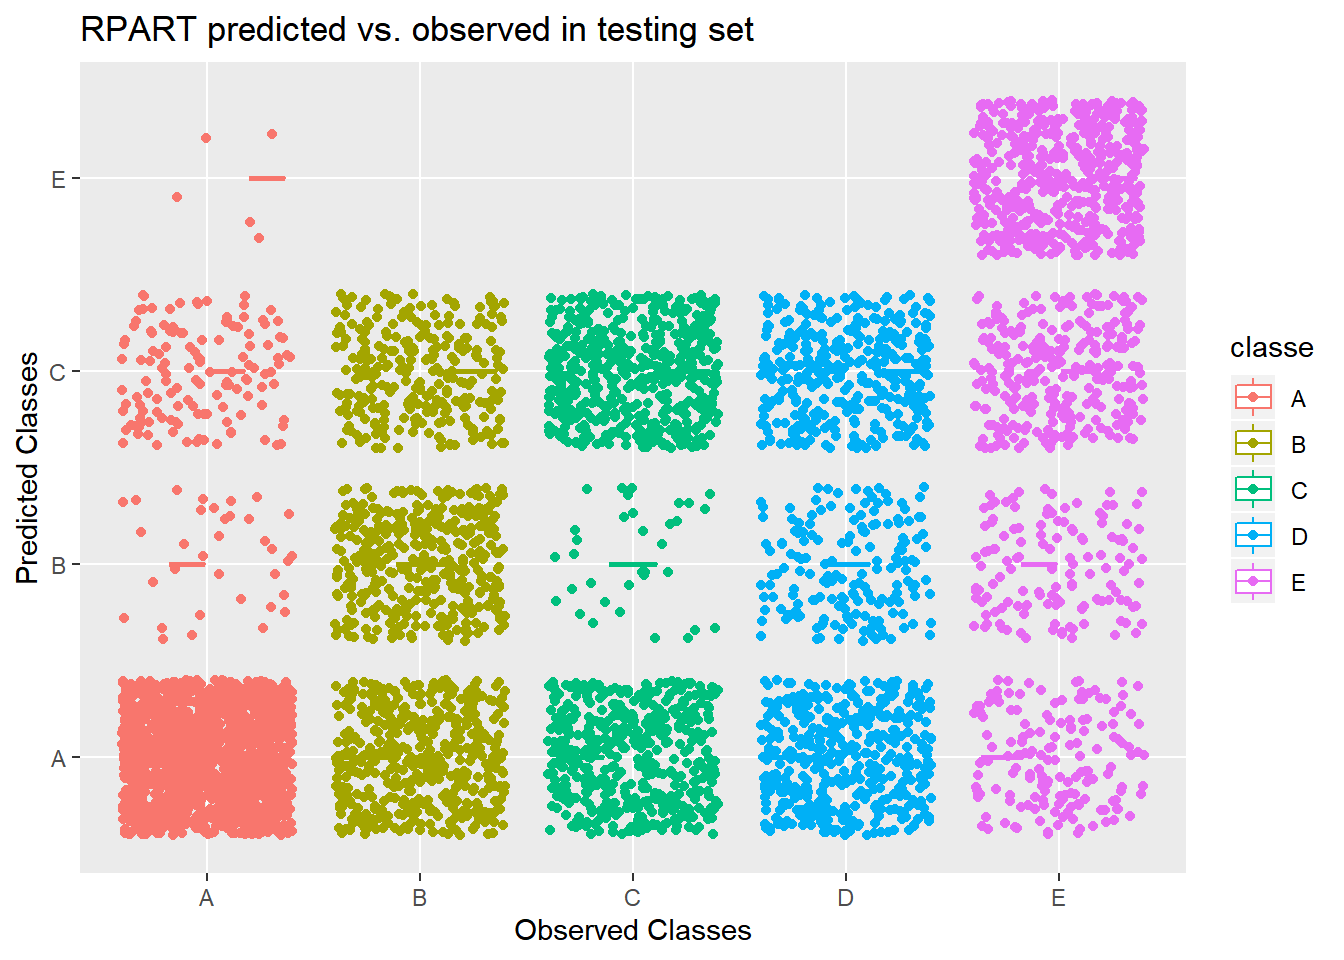 RPART predicted vs. observed in testing set
Predicted Classes
E
C
B
A
A B C D E
Observed Classes
classe
A
B
C
D
E